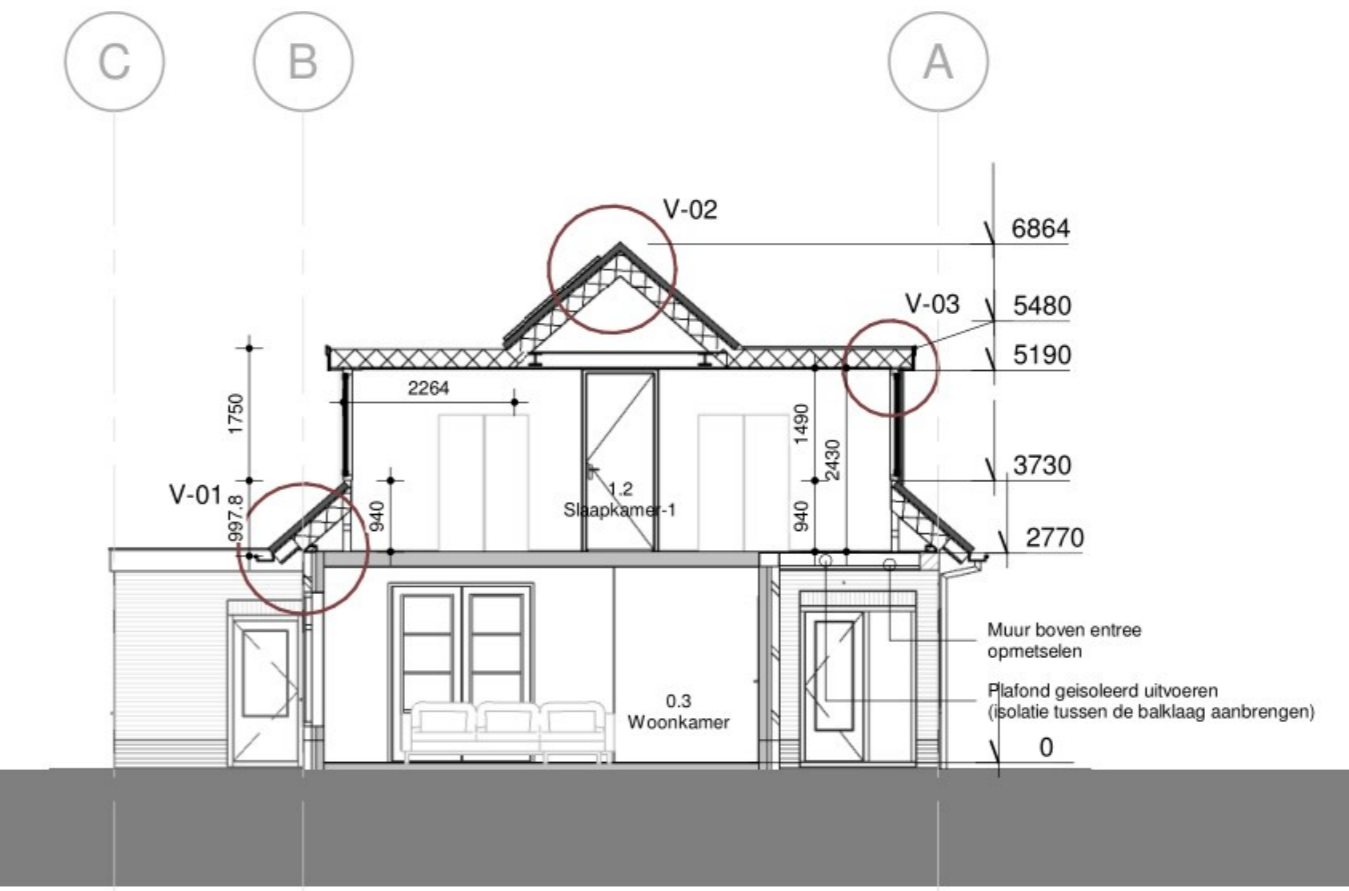 C
B
A
V-02
6864
V-03
5480
5190
2264
1750
1490
2430
3730
V-01
997.8
940
1.2
Slaapkamer-1
940
2770
Muur boven entree
opmetselen
0.3
Woonkamer
Plafond geisoleerd uitvoeren
(isolatie tussen de balklaag aanbrengen)
0